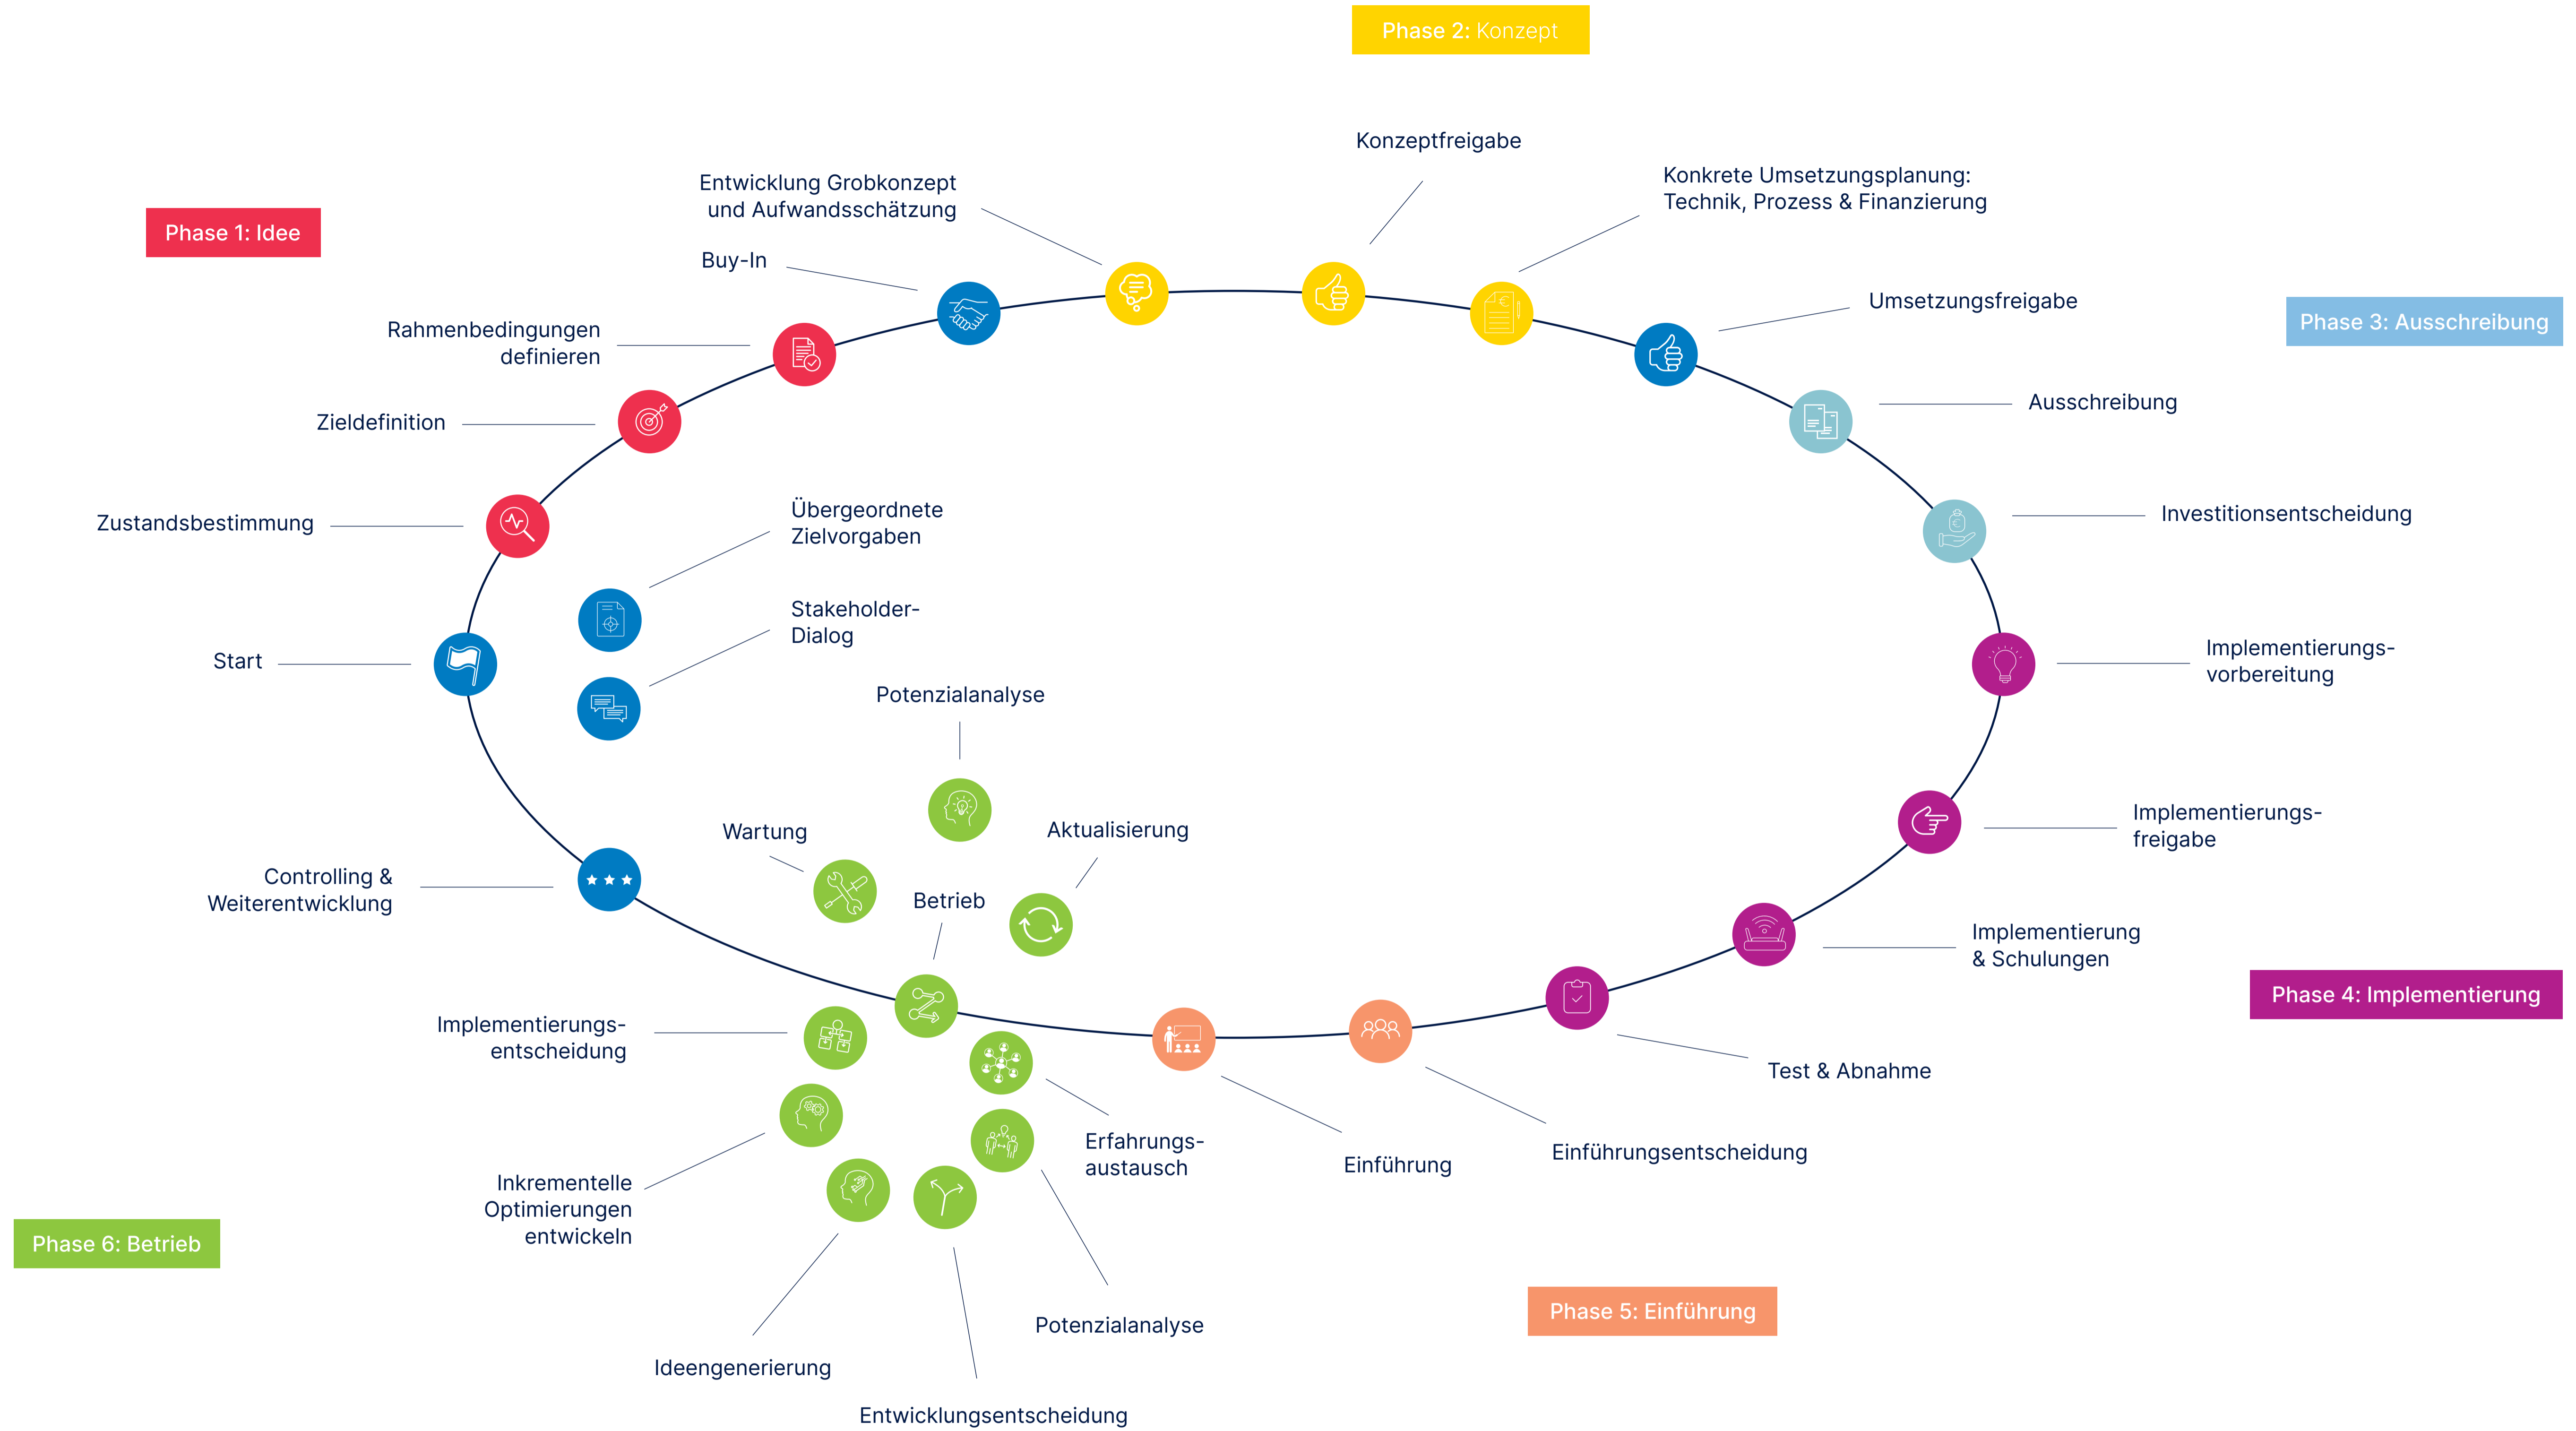 Phase 2: Konzept
Konzeptfreigabe
Entwicklung Grobkonzept
und Aufwandsschätzung
Konkrete Umsetzungsplanung:
Technik, Prozess & Finanzierung
Phase 1: Idee
Buy-In
Umsetzungsfreigabe
Phase 3: Ausschreibung
Rahmenbedingungen
definieren
Ausschreibung
Zieldefinition
Zustandsbestimmung
Übergeordnete
Zielvorgaben
Investitionsentscheidung
Stakeholder-
Dialog
Start
Implementierungs-
vorbereitung
Potenzialanalyse
Wartung
Aktualisierung
Implementierungs-
freigabe
Controlling &
Weiterentwicklung
Betrieb
Implementierung
& Schulungen
Phase 4: Implementierung
Implementierungs-
entscheidung
Test & Abnahme
Erfahrungs-
austausch
Einführung
Einführungsentscheidung
Inkrementelle
Optimierungen
entwickeln
Phase 6: Betrieb
Phase 5: Einführung
Potenzialanalyse
Ideengenerierung
Entwicklungsentscheidung